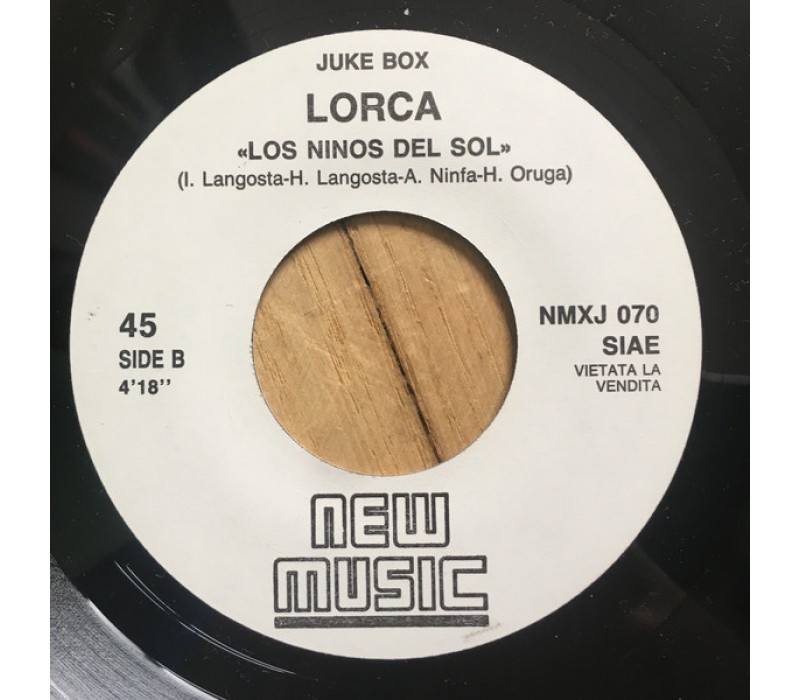 JUKE BOX
LORCA
«LOS NINOS DEL SOL»
(I. Langosta-H. Langosta-A. Ninfa-H. Oruga)
45
SIDE B
4'18''
NMXJ 070
SIAE
VIETATA LA
VENDITA
NEW
MUSIC